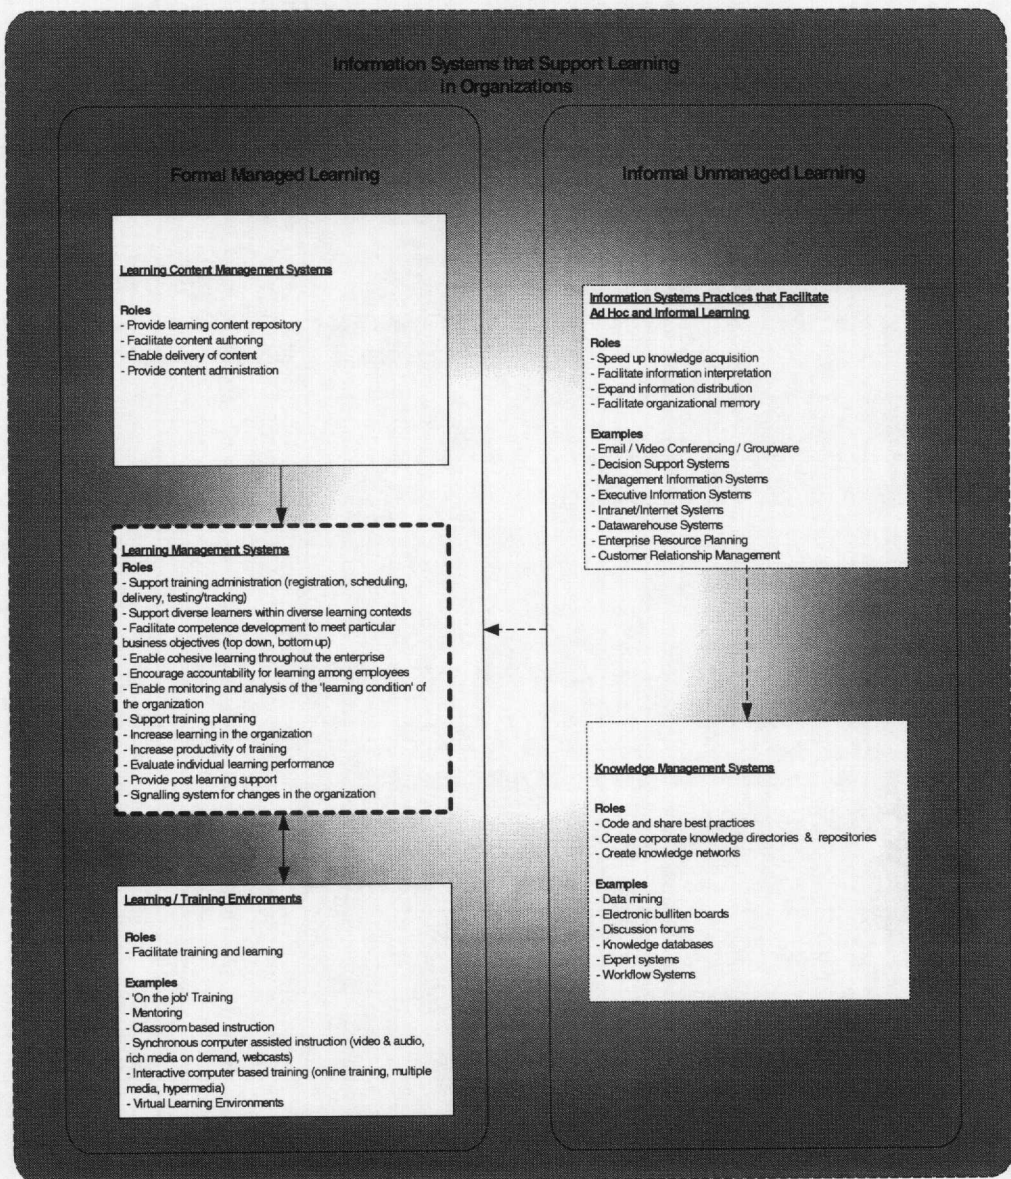 Information Systems that Support Learning
in Organizations
Formal Managed Learning
Learning Content Management Systems
Roles
- Provide learning content repository
- Facilitate content authoring
- Enable delivery of content
- Provide content administration
Learning Management Systems
Roles
- Support training administration (registration, scheduling,
delivery, testing/tracking)
- Support diverse learners within diverse learning contexts
- Facilitate competence development to meet particular
business objectives (top down, bottom up)
- Enable cohesive learning throughout the enterprise
- Encourage accountability for learning among employees
- Enable monitoring and analysis of the 'learning condition' of
the organization
- Support training planning
- Increase learning in the organization
- Increase productivity of training
- Evaluate individual learning performance
- Provide post learning support
- Signalling system for changes in the organization
Learning / Training Environments
Roles
- Facilitate training and learning
Examples
- 'On the job' Training
- Mentoring
- Classroom based instruction
- Synchronous computer assisted instruction (video & audio,
rich media on demand, webcasts)
- Interactive computer based training (online training, multiple
media, hypermedia)
- Virtual Learning Environments
Informal Unmanaged Learning
Information Systems Practices that Facilitate
Ad Hoc and Informal Learning
Roles
- Speed up knowledge acquisition
- Facilitate information interpretation
- Expand information distribution
- Facilitate organizational memory
Examples
- Email / Video Conferencing / Groupware
- Decision Support Systems
- Management Information Systems
- Executive Information Systems
- Intranet/Internet Systems
- Datawarehouse Systems
- Enterprise Resource Planning
- Customer Relationship Management
Knowledge Management Systems
Roles
- Code and share best practices
- Create corporate knowledge directories & repositories
- Create knowledge networks
Examples
- Data mining
- Electronic bulliten boards
- Discussion forums
- Knowledge databases
- Expert systems
- Workflow Systems